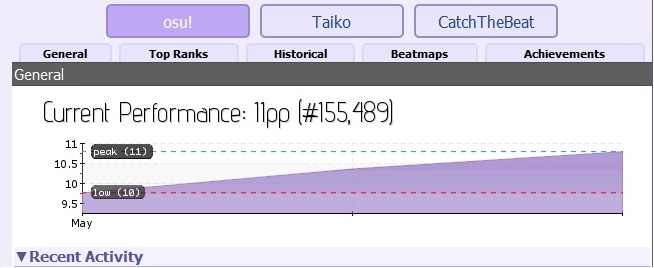 osu! Taiko CatchTheBeat
General Top Ranks Historical Beatmaps Achievements
General
Current Performance: 11pp (#155,489)
11
peak (11)
10.5
10
low (10)
9.5
May
▼Recent Activity